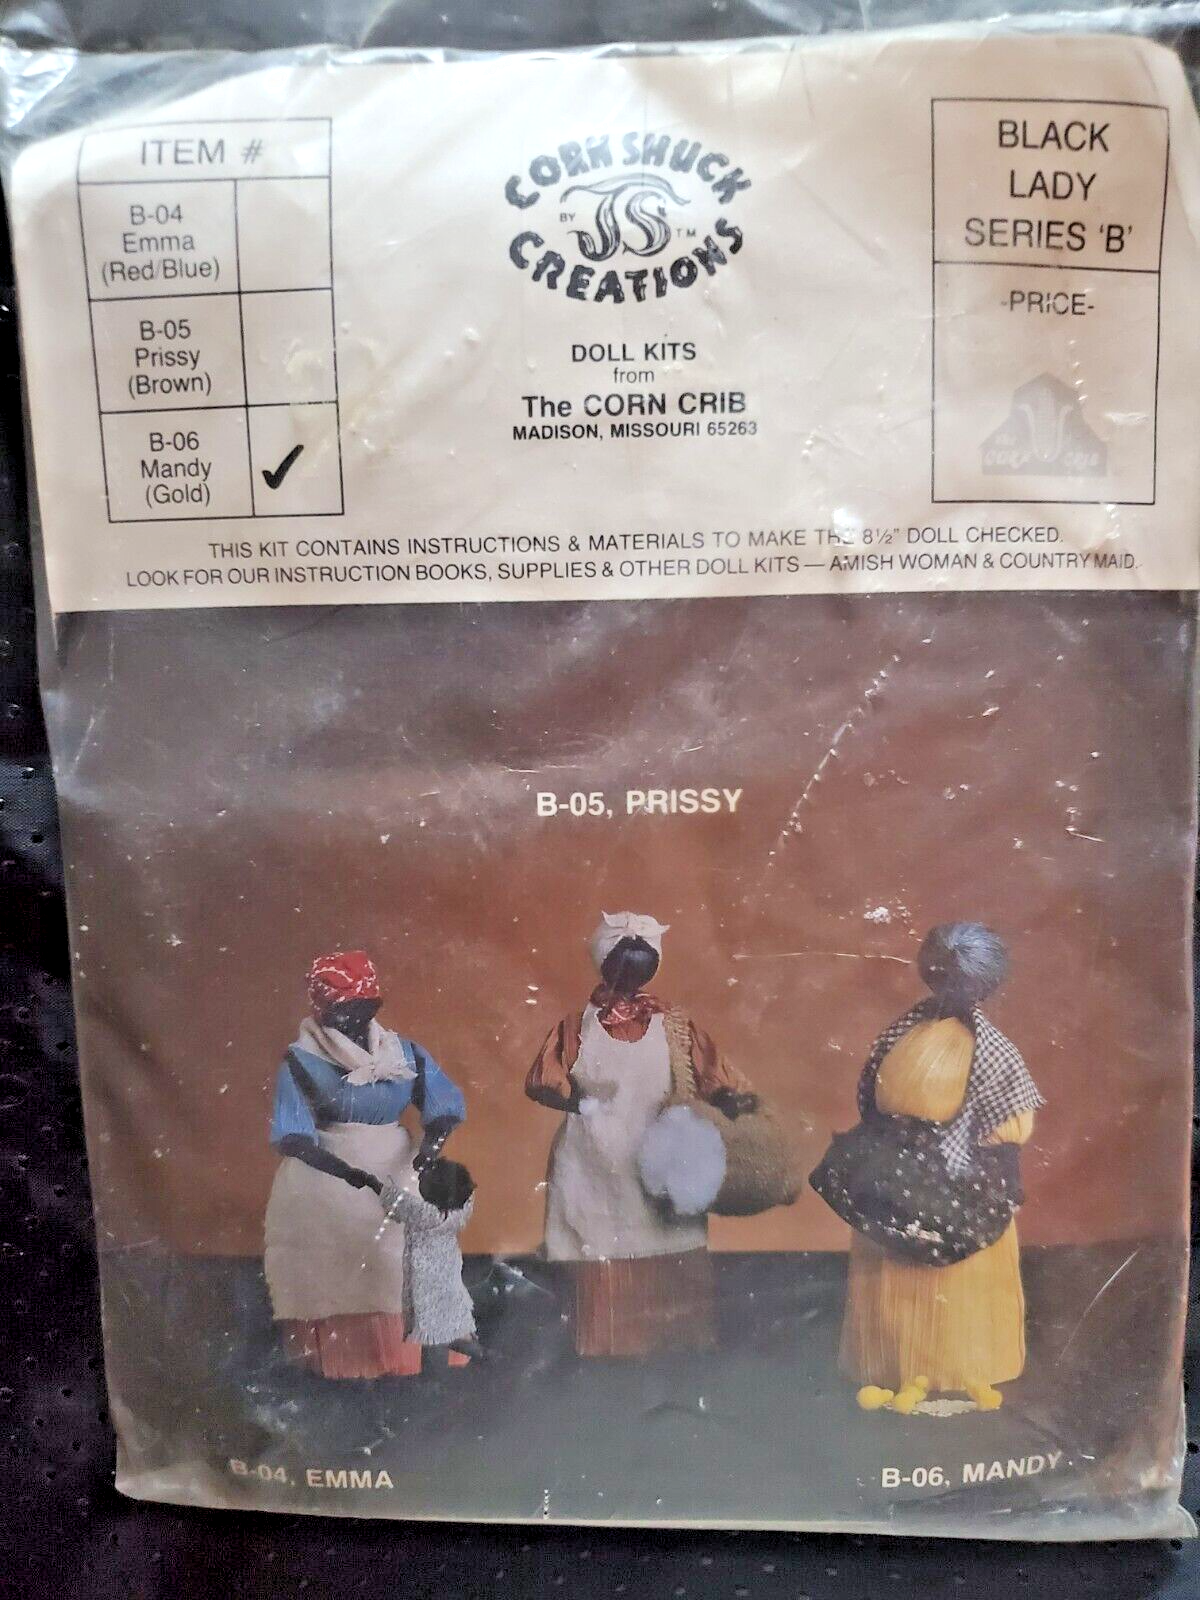 ITEM #
B-04
Emma
(Red/Blue)
B-05
Prissy
(Brown)
B-06
Mandy
(Gold)
CORN SHUCK
BY JS TM
CREATIONS
DOLL KITS
from
The CORN CRIB
MADISON, MISSOURI 65263
BLACK
LADY
SERIES 'B'
-PRICE-
the
CORN CRIB
THIS KIT CONTAINS INSTRUCTIONS & MATERIALS TO MAKE THE 8½" DOLL CHECKED.
LOOK FOR OUR INSTRUCTION BOOKS, SUPPLIES & OTHER DOLL KITS — AMISH WOMAN & COUNTRY MAID.
B-05, PRISSY
B-04, EMMA
B-06, MANDY